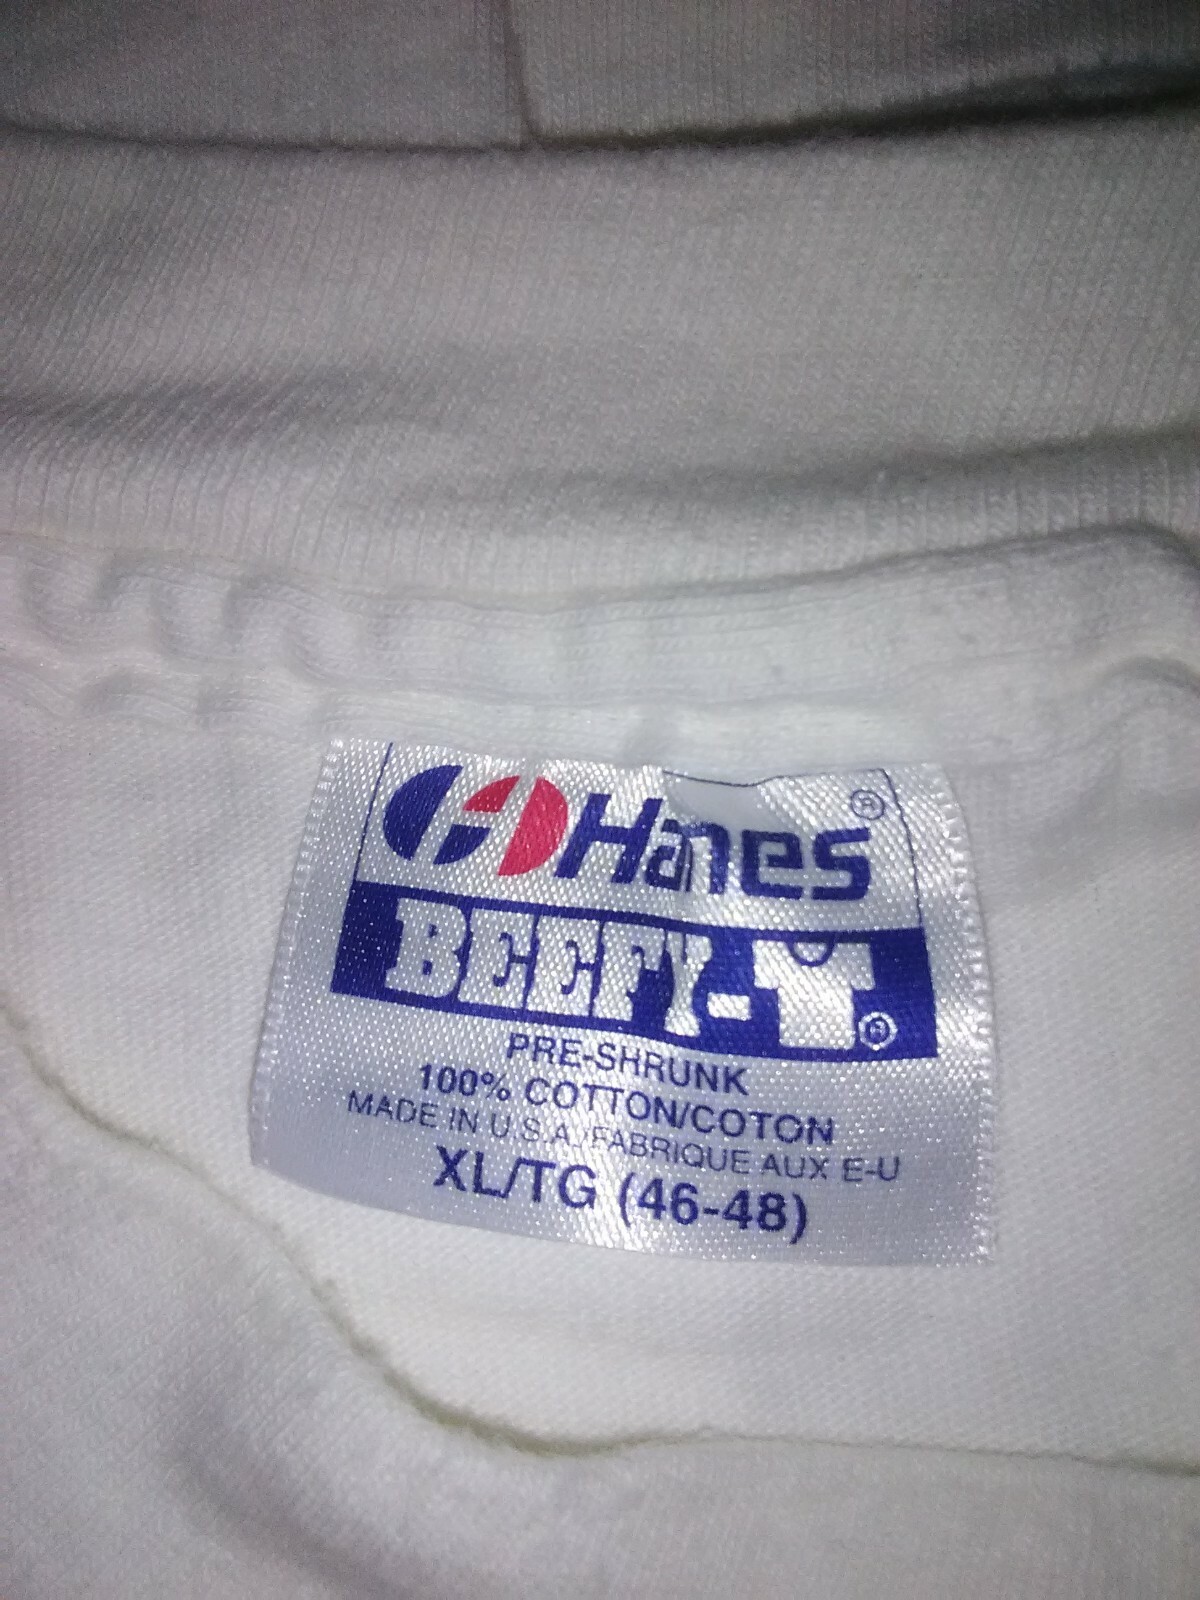 Hanes ®
BEEFY-T ®
PRE-SHRUNK
100% COTTON/COTON
MADE IN U.S.A./FABRIQUE AUX E-U
XL/TG (46-48)